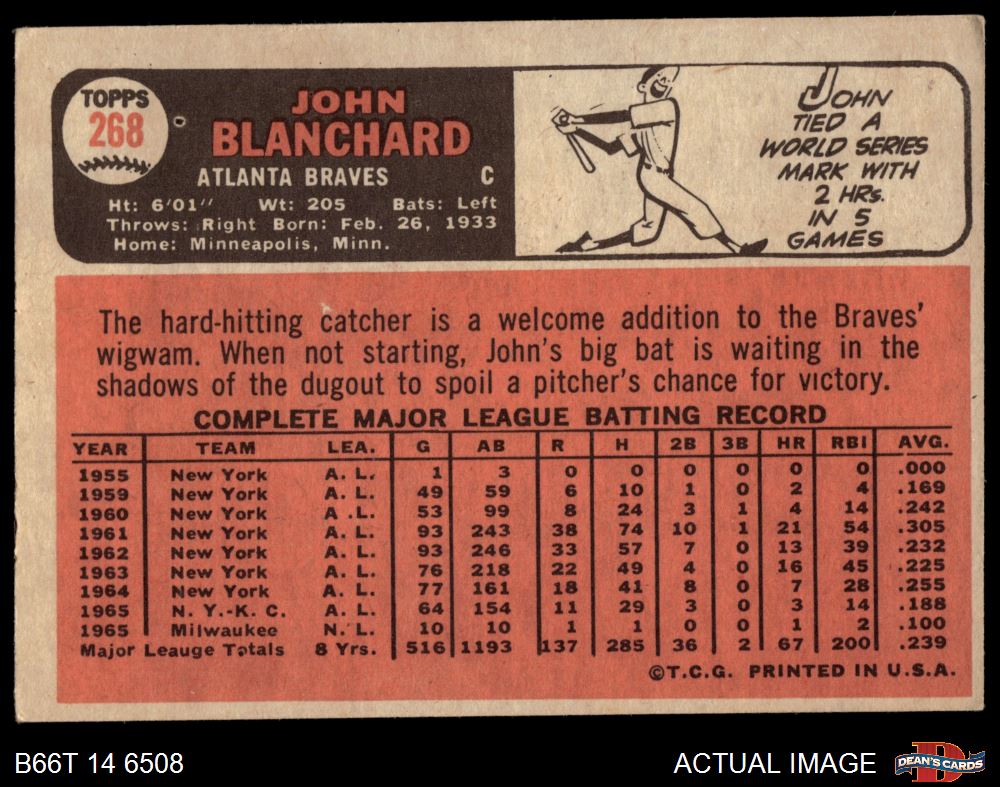 TOPPS
268
JOHN
BLANCHARD
ATLANTA BRAVES C
Ht: 6'01" Wt: 205 Bats: Left
Throws: Right Born: Feb. 26, 1933
Home: Minneapolis, Minn.
JOHN
TIED A
WORLD SERIES
MARK WITH
2 HRs.
IN 5
GAMES
The hard-hitting catcher is a welcome addition to the Braves'
wigwam. When not starting, John's big bat is waiting in the
shadows of the dugout to spoil a pitcher's chance for victory.
COMPLETE MAJOR LEAGUE BATTING RECORD
YEAR TEAM LEA. G AB R H 2B 3B HR RBI AVG.
1955 New York A. L. 1 3 0 0 0 0 0 0 .000
1959 New York A. L. 49 59 6 10 1 0 2 4 .169
1960 New York A .L. 53 99 8 24 3 1 4 14 .242
1961 New York A. L. 93 243 38 74 10 1 21 54 .305
1962 New York A. L. 93 246 33 57 7 0 13 39 .232
1963 New York A. L. 76 218 22 49 4 0 16 45 .225
1964 New York A. L. 77 161 18 41 8 0 7 28 .255
1965 N. Y.-K. C. A. L. 64 154 11 29 3 0 3 14 .188
1965 Milwaukee N. L. 10 10 1 1 0 0 1 2 .100
Major Leauge Totals 8 Yrs. 516 1193 137 285 36 2 67 200 .239
©T.C.G. PRINTED IN U.S.A.
B66T 14 6508 ACTUAL IMAGE
DEAN'S CARDS